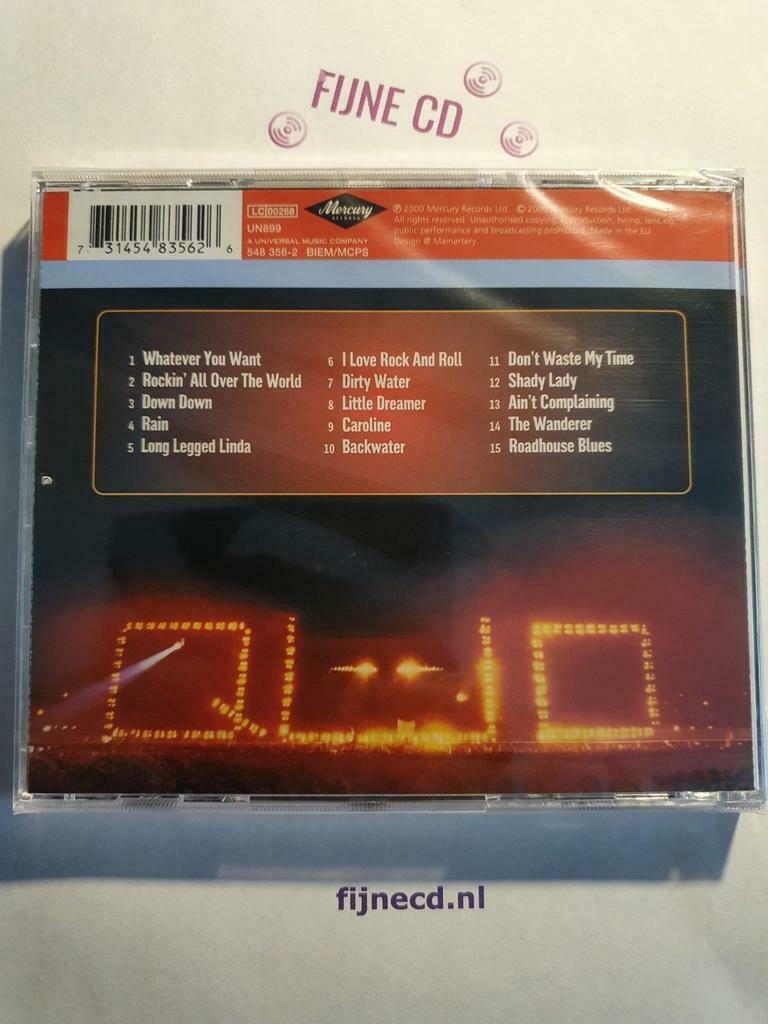 FIJNE CD
7 31454 83562 6
LC 00268
UN899
A UNIVERSAL MUSIC COMPANY
548 356-2 BIEM/MCPS
Mercury
RECORDS
℗ 2000 Mercury Records Ltd © 2000 Mercury Records Ltd
All rights reserved. Unauthorised copying, reproduction, hiring, lending,
public performance and broadcasting prohibited. Made in the EU.
Design @ Mainartery.
1 Whatever You Want
2 Rockin' All Over The World
3 Down Down
4 Rain
5 Long Legged Linda
6 I Love Rock And Roll
7 Dirty Water
8 Little Dreamer
9 Caroline
10 Backwater
11 Don't Waste My Time
12 Shady Lady
13 Ain't Complaining
14 The Wanderer
15 Roadhouse Blues
QUO
fijnecd.nl